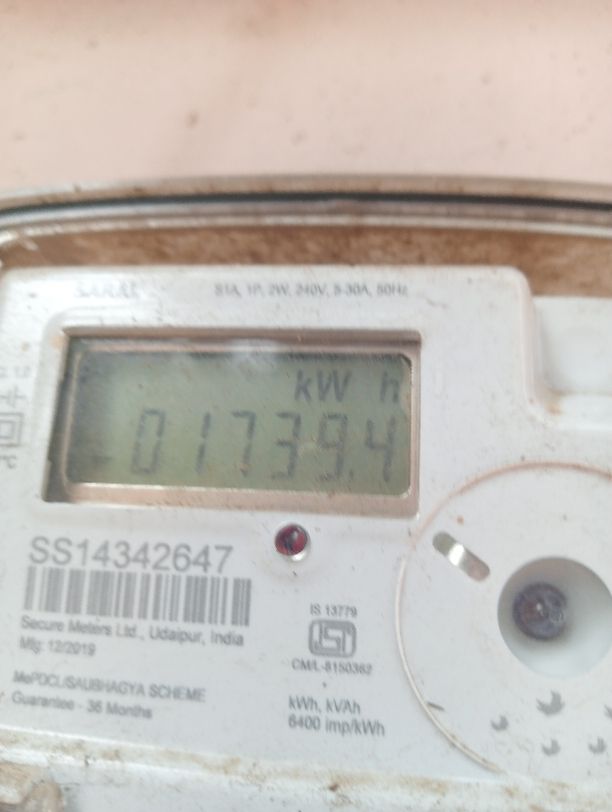 SARAL
S1A, 1P, 2W, 240V, 5-30A, 50Hz
kW h
01739.4
SS14342647
Secure Meters Ltd., Udaipur, India
Mfg: 12/2019
MePDCL/SAUBHAGYA SCHEME
Guarantee - 36 Months
IS 13779
CM/L-8150362
kWh, kVAh
6400 imp/kWh